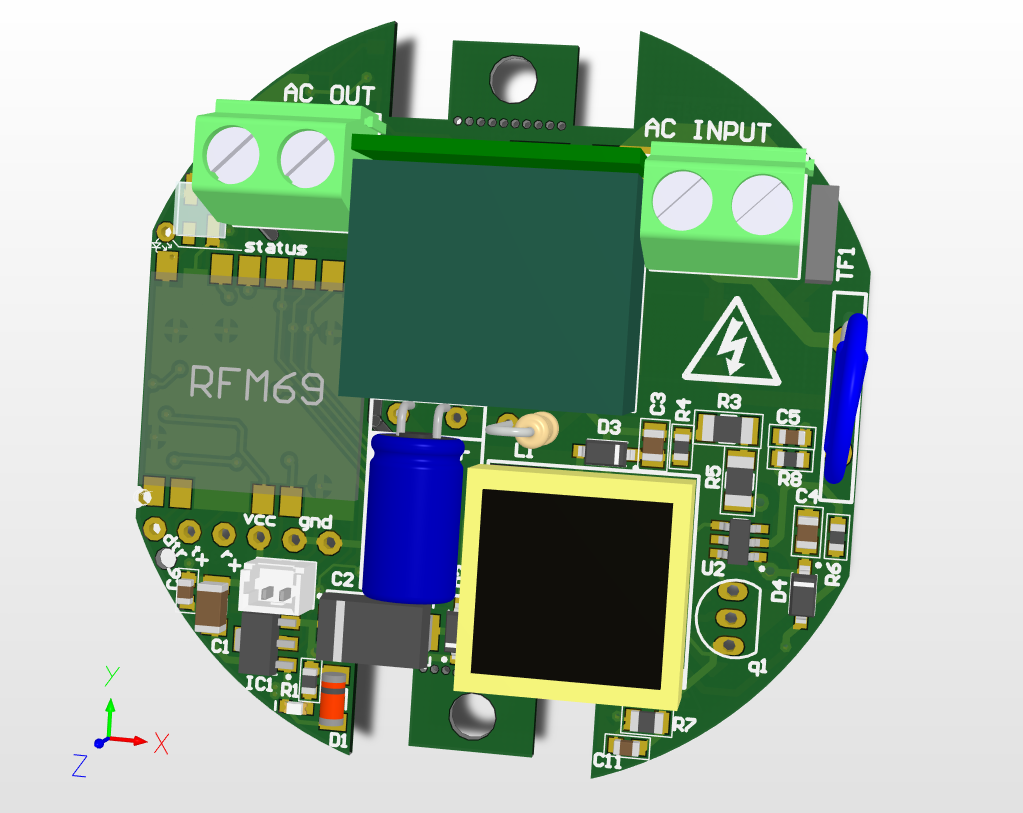 AC OUT
AC INPUT
status
TF1
RFM69
C3
R4
R3
C5
D3
L1
R5
R8
C4
vcc
gnd
U2
R6
D4
C2
C6
C1
q1
IC1
R1
R7
D1
C11
Y
X
Z